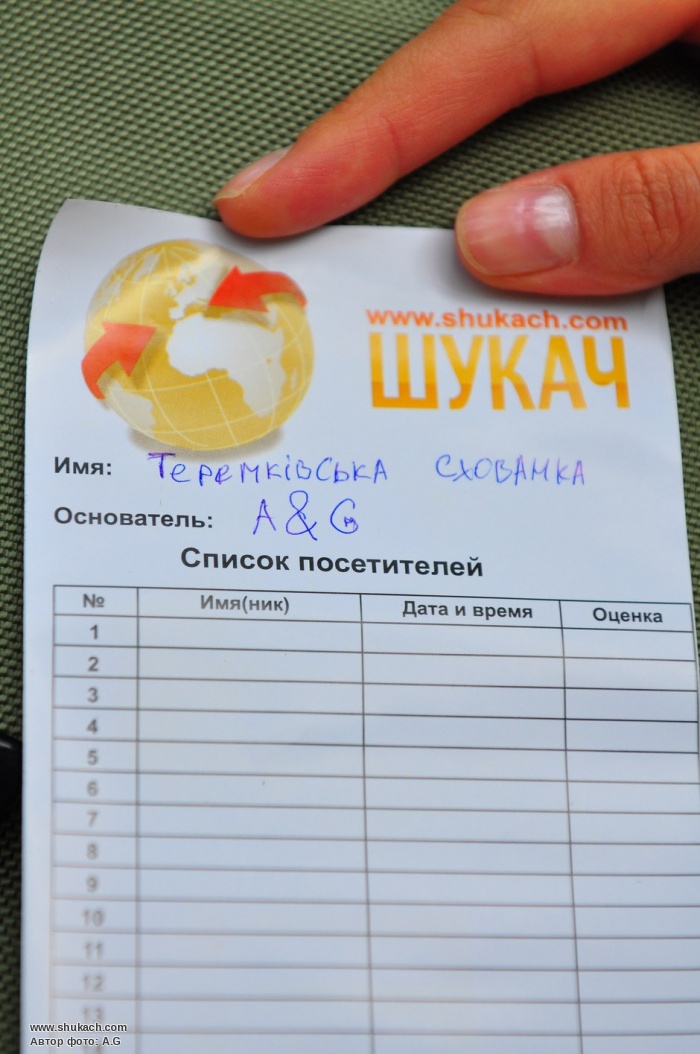 www.shukach.com
ШУКАЧ
Имя: Теремківська схованка
Основатель: A & G
Список посетителей
№ Имя(ник) Дата и время Оценка
1
2
3
4
5
6
7
8
9
10
11
12
13
14
www.shukach.com
Автор фото: A.G